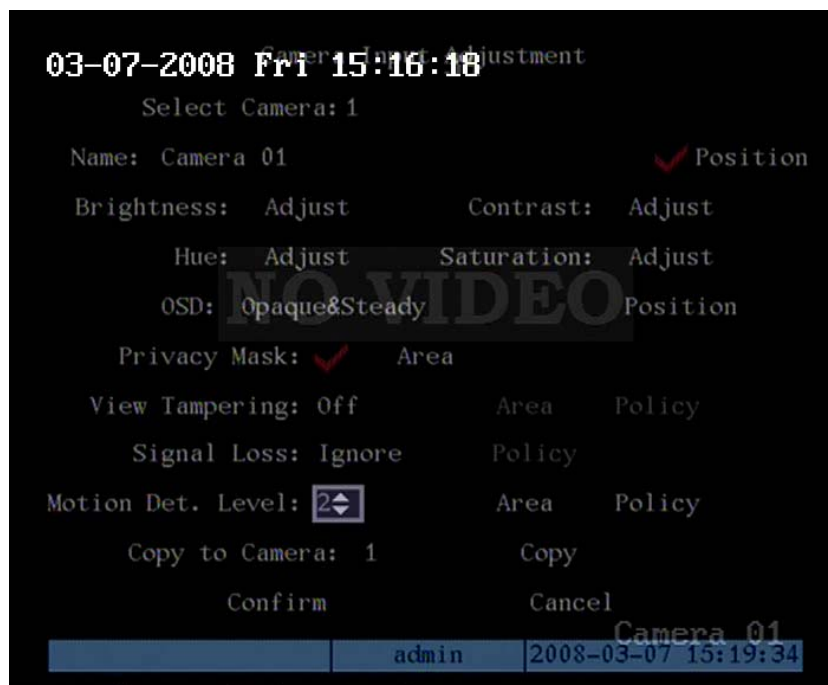 Camera Input Adjustment
03-07-2008 Fri 15:16:18
Select Camera: 1
Name: Camera 01 Position
Brightness: Adjust Contrast: Adjust
Hue: Adjust Saturation: Adjust
NO VIDEO
OSD: Opaque&Steady Position
Privacy Mask: Area
View Tampering: Off Area Policy
Signal Loss: Ignore Policy
Motion Det. Level: 2 Area Policy
Copy to Camera: 1 Copy
Confirm Cancel
Camera 01
admin 2008-03-07 15:19:34